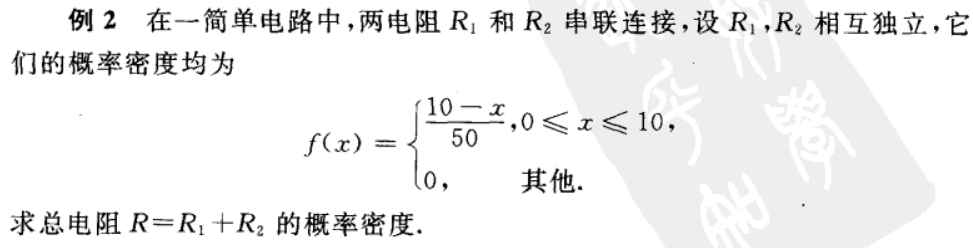 例 2 在一简单电路中,两电阻 R₁ 和 R₂ 串联连接,设 R₁,R₂ 相互独立,它
们的概率密度均为
f(x) = { (10 − x)/50, 0 ≤ x ≤ 10,
0, 其他.
求总电阻 R=R₁+R₂ 的概率密度.